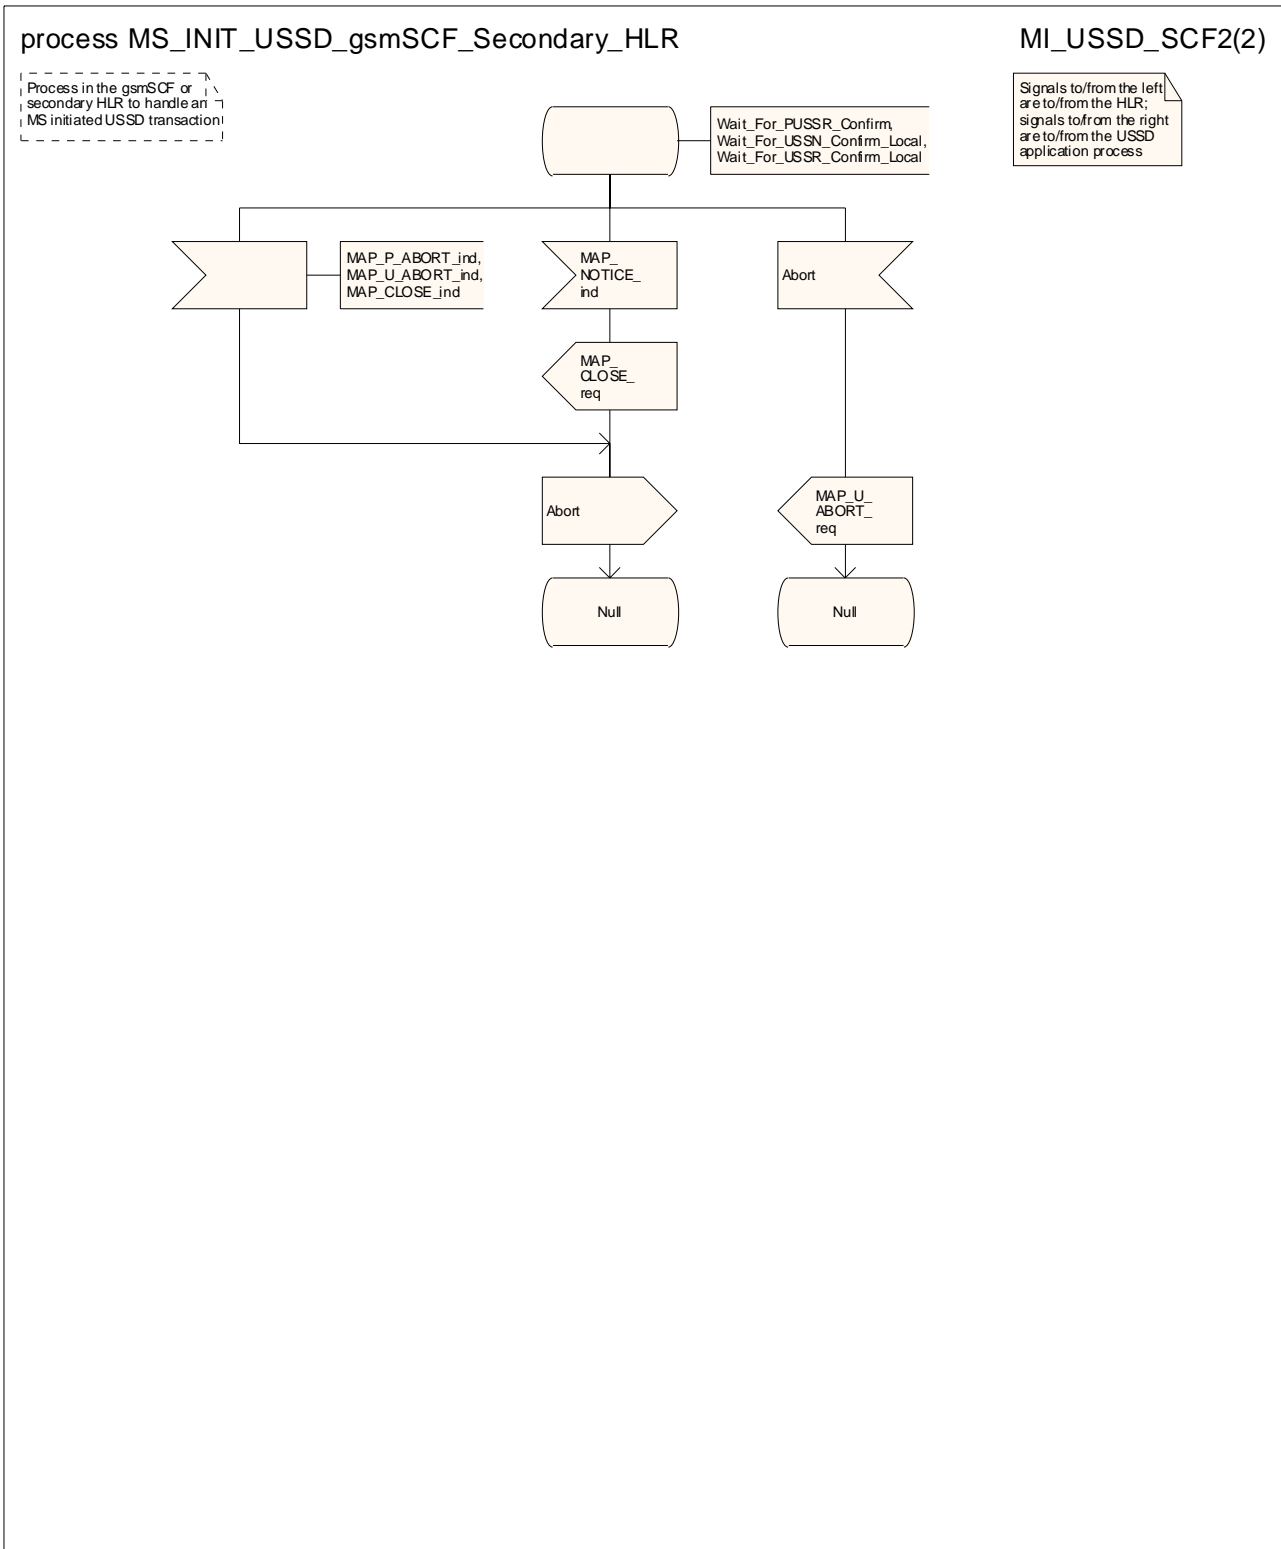 process MS_INIT_USSD_gsmSCF_Secondary_HLR
MI_USSD_SCF2(2)
Process in the gsmSCF or
secondary HLR to handle an
MS initiated USSD transaction
Signals to/from the left
are to/from the HLR;
signals to/from the right
are to/from the USSD
application process
Wait_For_PUSSR_Confirm,
Wait_For_USSN_Confirm_Local,
Wait_For_USSR_Confirm_Local
MAP_P_ABORT_ind,
MAP_U_ABORT_ind,
MAP_CLOSE_ind
MAP_
NOTICE_
ind
Abort
MAP_
CLOSE_
req
Abort
MAP_U_
ABORT_
req
Null
Null